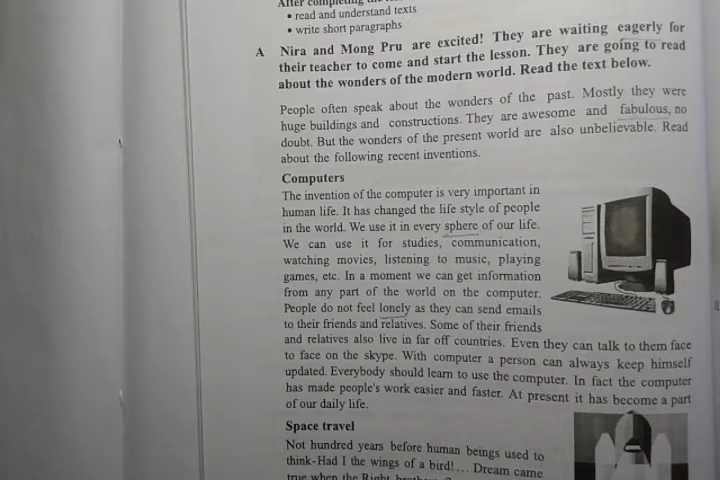 After completing the
• read and understand texts
• write short paragraphs
A Nira and Mong Pru are excited! They are waiting eagerly for
their teacher to come and start the lesson. They are going to read
about the wonders of the modern world. Read the text below.
People often speak about the wonders of the past. Mostly they were
huge buildings and constructions. They are awesome and fabulous, no
doubt. But the wonders of the present world are also unbelievable. Read
about the following recent inventions.
Computers
The invention of the computer is very important in
human life. It has changed the life style of people
in the world. We use it in every sphere of our life.
We can use it for studies, communication,
watching movies, listening to music, playing
games, etc. In a moment we can get information
from any part of the world on the computer.
People do not feel lonely as they can send emails
to their friends and relatives. Some of their friends
and relatives also live in far off countries. Even they can talk to them face
to face on the skype. With computer a person can always keep himself
updated. Everybody should learn to use the computer. In fact the computer
has made people's work easier and faster. At present it has become a part
of our daily life.
Space travel
Not hundred years before human beings used to
think-Had I the wings of a bird!... Dream came
true when the Right